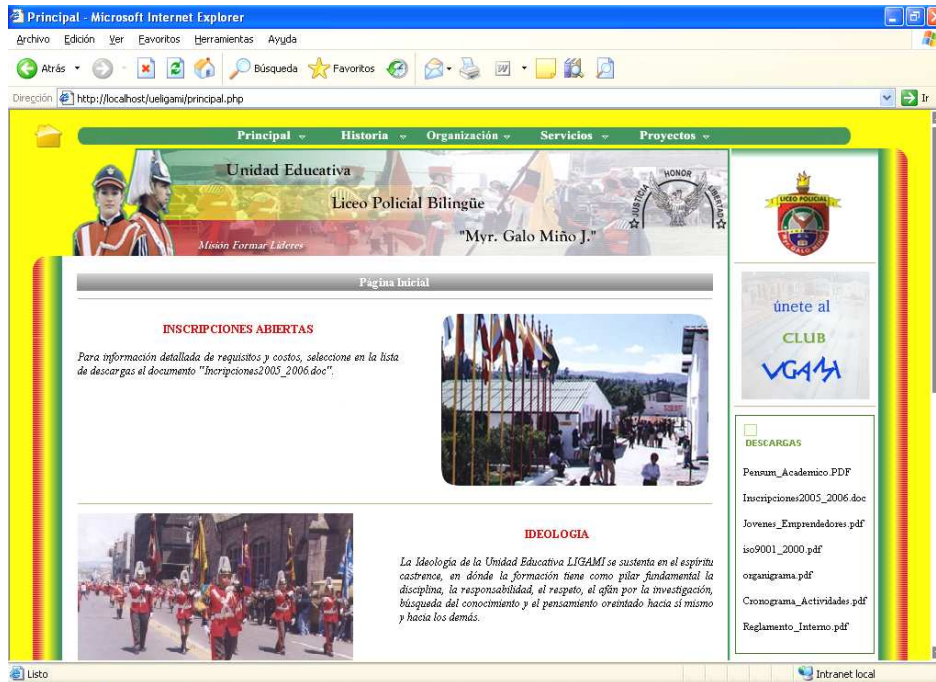 Principal - Microsoft Internet Explorer
Archivo Edición Ver Favoritos Herramientas Ayuda
Atrás Búsqueda Favoritos
Dirección http://localhost/ueligami/principal.php Ir
Principal Historia Organización Servicios Proyectos
Unidad Educativa
Liceo Policial Bilingüe
"Myr. Galo Miño J."
Misión Formar Lideres
JUSTICIA HONOR LIBERTAD
LICEO POLICIAL
MYR. GALO MIÑO
Página Inicial
INSCRIPCIONES ABIERTAS
Para información detallada de requisitos y costos, seleccione en la lista
de descargas el documento "Incripciones2005_2006.doc".
IDEOLOGIA
La Ideología de la Unidad Educativa LIGAMI se sustenta en el espíritu
castrence, en dónde la formación tiene como pilar fundamental la
disciplina, la responsabilidad, el respeto, el afán por la investigación,
búsqueda del conocimiento y el pensamiento oreintado hacia sí mismo
y hacia los demás.
únete al
CLUB
DESCARGAS
Pensum_Academico.PDF
Inscripciones2005_2006.doc
Jovenes_Emprendedores.pdf
iso9001_2000.pdf
organigrama.pdf
Cronograma_Actividades.pdf
Reglamento_Interno.pdf
Listo Intranet local